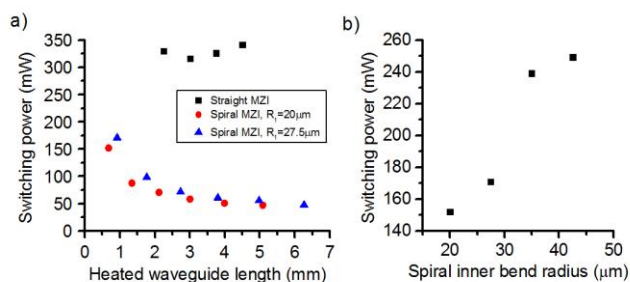 a)
Switching power (mW)
350
300
250
200
150
100
50
0
0 1 2 3 4 5 6 7
Heated waveguide length (mm)
Straight MZI
Spiral MZI, R₁=20μm
Spiral MZI, R₁=27.5μm
b)
Switching power (mW)
260
240
220
200
180
160
140
20 30 40 50
Spiral inner bend radius (μm)